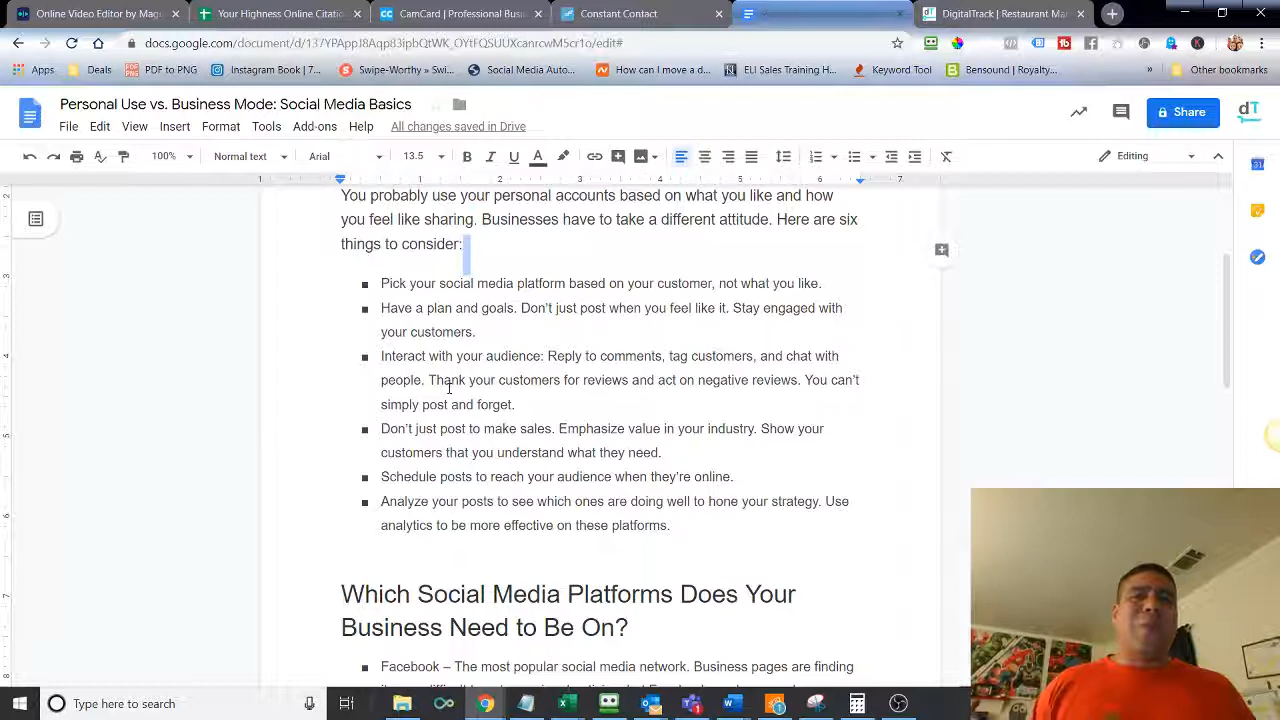 Online Video Editor by Mag
Your Highness Online Citation
CamCard | Professional Busi
Constant Contact
DigitalTrack | Restaurant Ma
docs.google.com/document/d/
Apps
Deals
PDF to PNG
Instagram Book | 7...
Swipe-Worthy » Swi...
Social Media Auto...
How can I move a d...
ELI Sales Training H...
Keyword Tool
Bensound | Royalty...
Other bookmarks
Personal Use vs. Business Mode: Social Media Basics
File
Edit
View
Insert
Format
Tools
Add-ons
Help
All changes saved in Drive
Share
dT
100%
Normal text
Arial
13.5
Editing
1 1 2 3 4 5 6 7
You probably use your personal accounts based on what you like and how
you feel like sharing. Businesses have to take a different attitude. Here are six
things to consider:
Pick your social media platform based on your customer, not what you like.
Have a plan and goals. Don't just post when you feel like it. Stay engaged with
your customers.
Interact with your audience: Reply to comments, tag customers, and chat with
people. Thank your customers for reviews and act on negative reviews. You can't
simply post and forget.
Don't just post to make sales. Emphasize value in your industry. Show your
customers that you understand what they need.
Schedule posts to reach your audience when they're online.
Analyze your posts to see which ones are doing well to hone your strategy. Use
analytics to be more effective on these platforms.
Which Social Media Platforms Does Your
Business Need to Be On?
Facebook – The most popular social media network. Business pages are finding
Type here to search